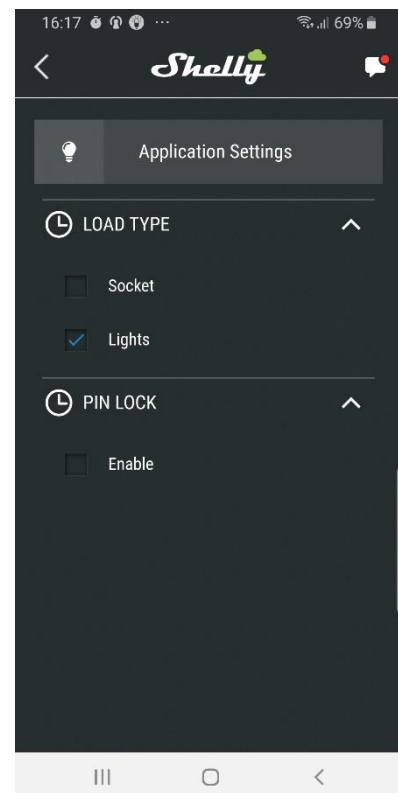 16:17 69%
Shelly
Application Settings
LOAD TYPE
Socket
Lights
PIN LOCK
Enable